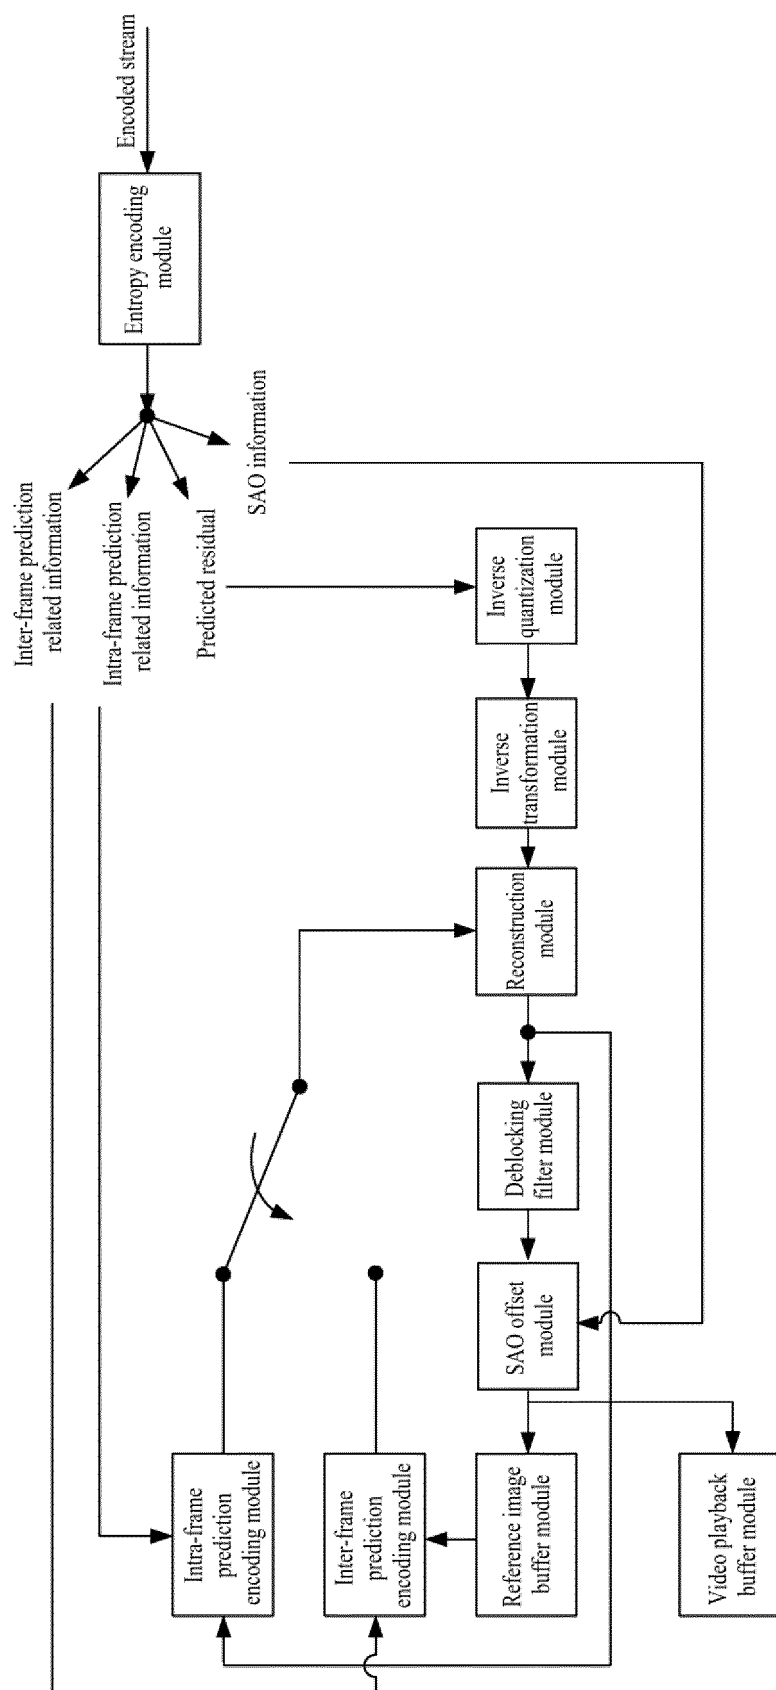 Encoded stream
Entropy encoding
module
Inter-frame prediction
related information
Intra-frame prediction
related information
Predicted residual
SAO information
Inverse
quantization
module
Inverse
transformation
module
Reconstruction
module
Deblocking
filter module
SAO offset
module
Intra-frame
prediction
encoding module
Inter-frame
prediction
encoding module
Reference image
buffer module
Video playback
buffer module